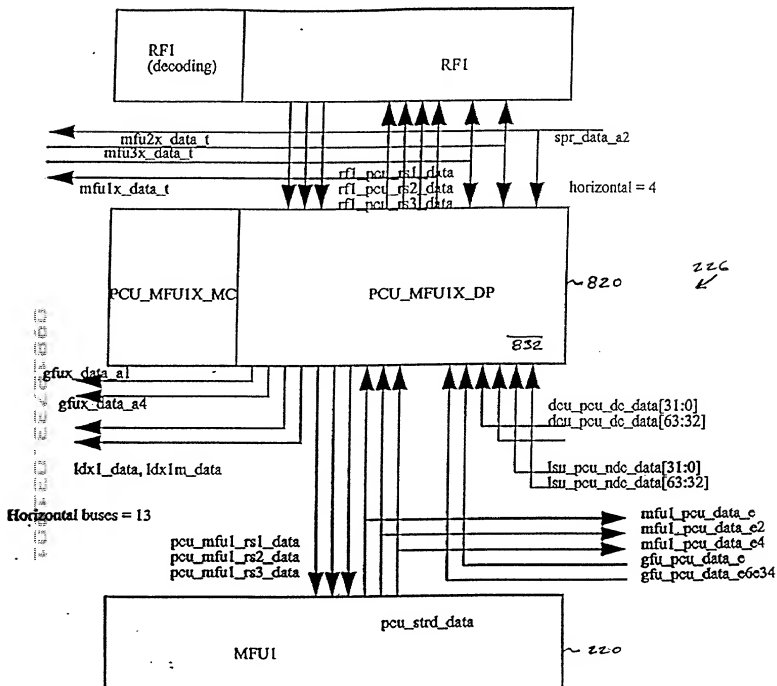 RF1
(decoding)
RF1
mfu2x_data_t
mfu3x_data_t
mfu1x_data_t
spr_data_a2
rf1_pcu_rs1_data
rf1_pcu_rs2_data
rf1_pcu_rs3_data
horizontal = 4
PCU_MFU1X_MC
PCU_MFU1X_DP
820
226
832
gfux_data_a1
gfux_data_a4
ldx1_data, ldx1m_data
dcu_pcu_dc_data[31:0]
dcu_pcu_dc_data[63:32]
lsu_pcu_ndc_data[31:0]
lsu_pcu_ndc_data[63:32]
Horizontal buses = 13
mfu1_pcu_data_e
mfu1_pcu_data_e2
mfu1_pcu_data_e4
gfu_pcu_data_e
gfu_pcu_data_e6e34
pcu_mfu1_rs1_data
pcu_mfu1_rs2_data
pcu_mfu1_rs3_data
pcu_strd_data
MFU1
220